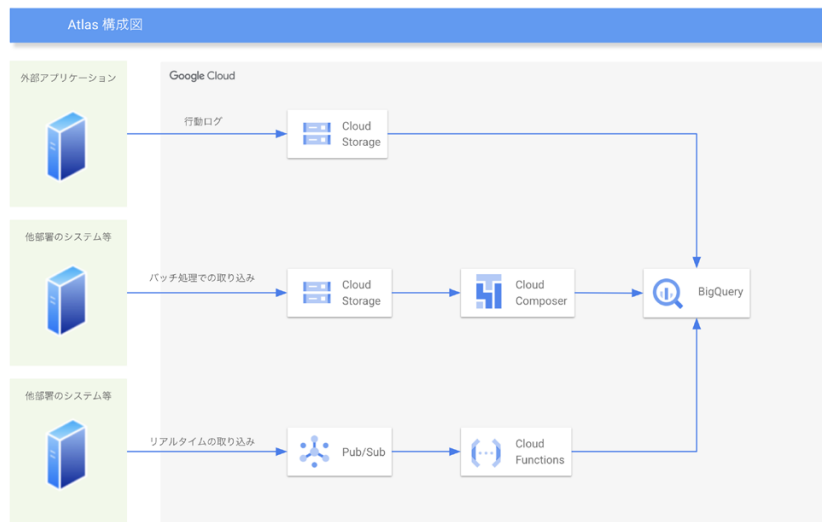 Atlas 構成図
外部アプリケーション
Google Cloud
行動ログ
Cloud
Storage
他部署のシステム等
バッチ処理での取り込み
Cloud
Storage
Cloud
Composer
BigQuery
他部署のシステム等
リアルタイムの取り込み
Pub/Sub
Cloud
Functions